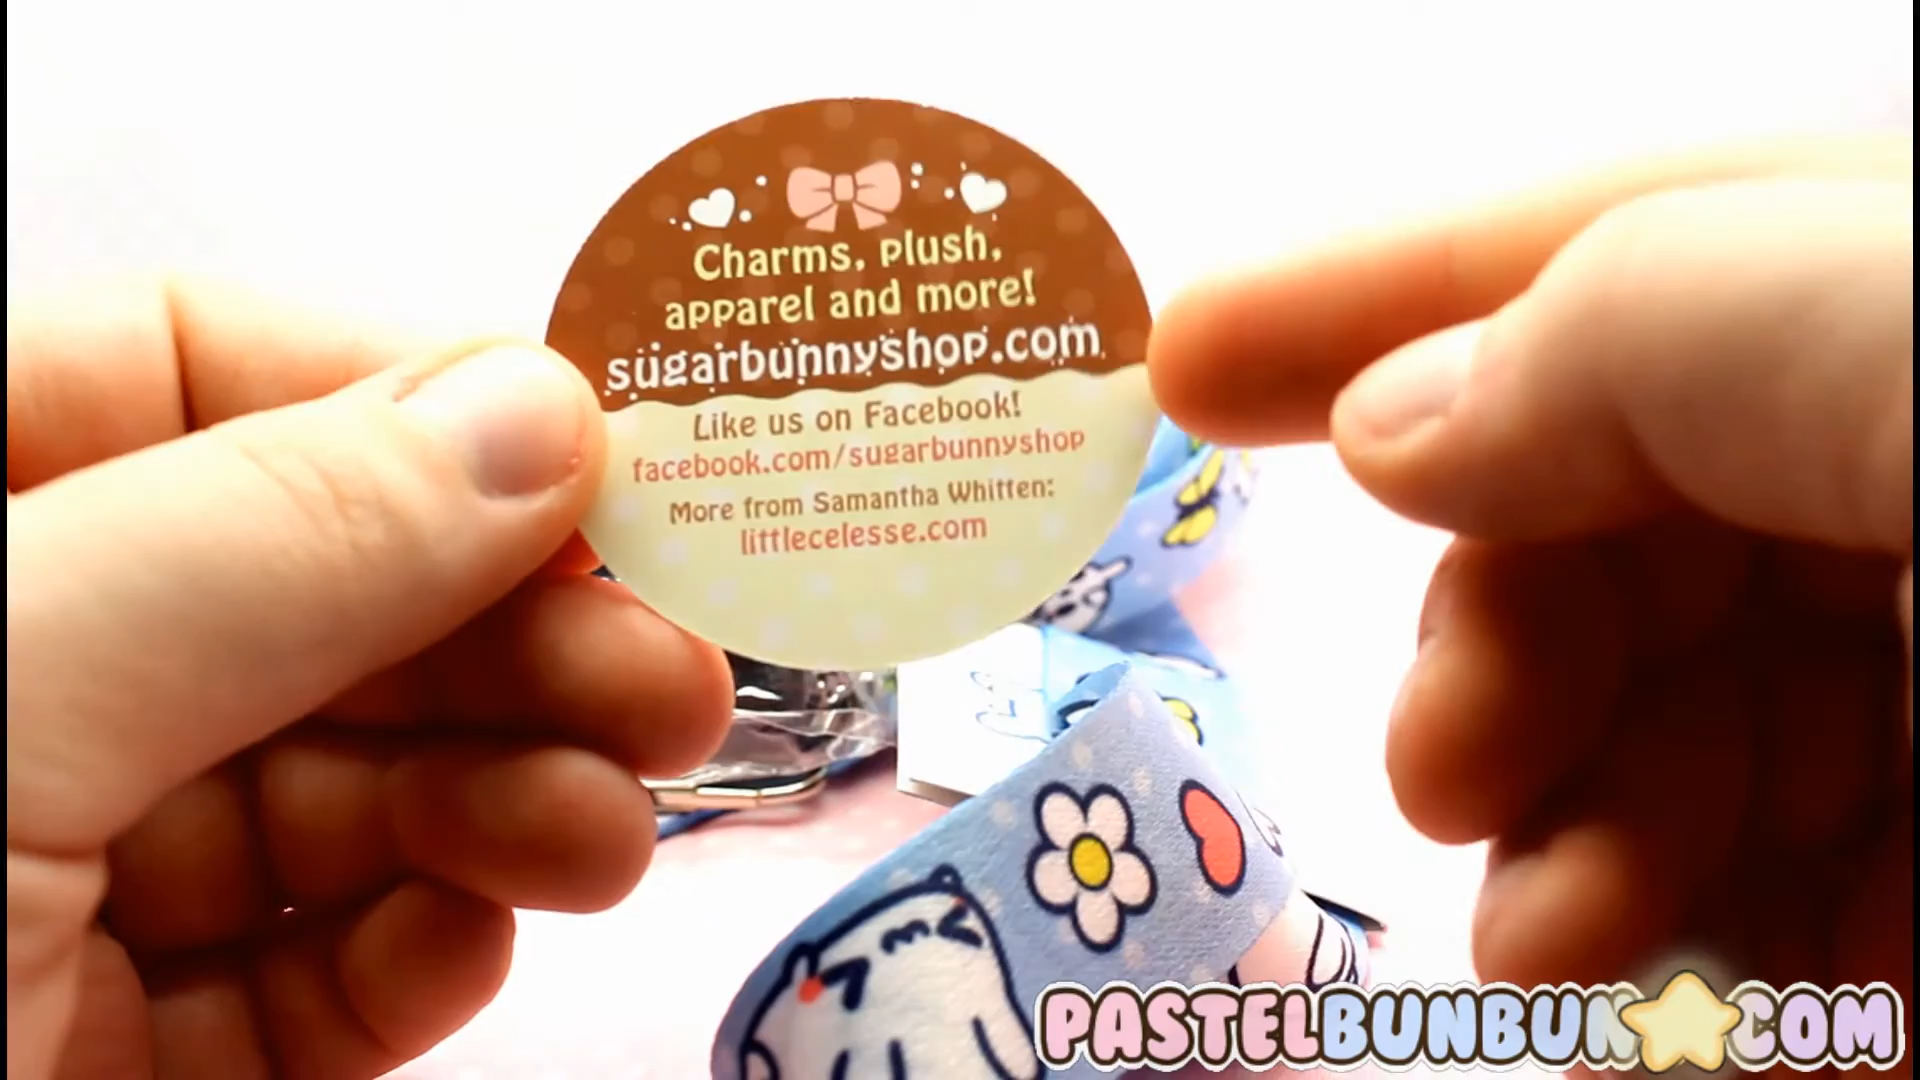 Charms, plush,
apparel and more!
sugarbunnyshop.com
Like us on Facebook!
facebook.com/sugarbunnyshop
More from Samantha Whitten:
littlecelesse.com
PASTELBUNBUN COM